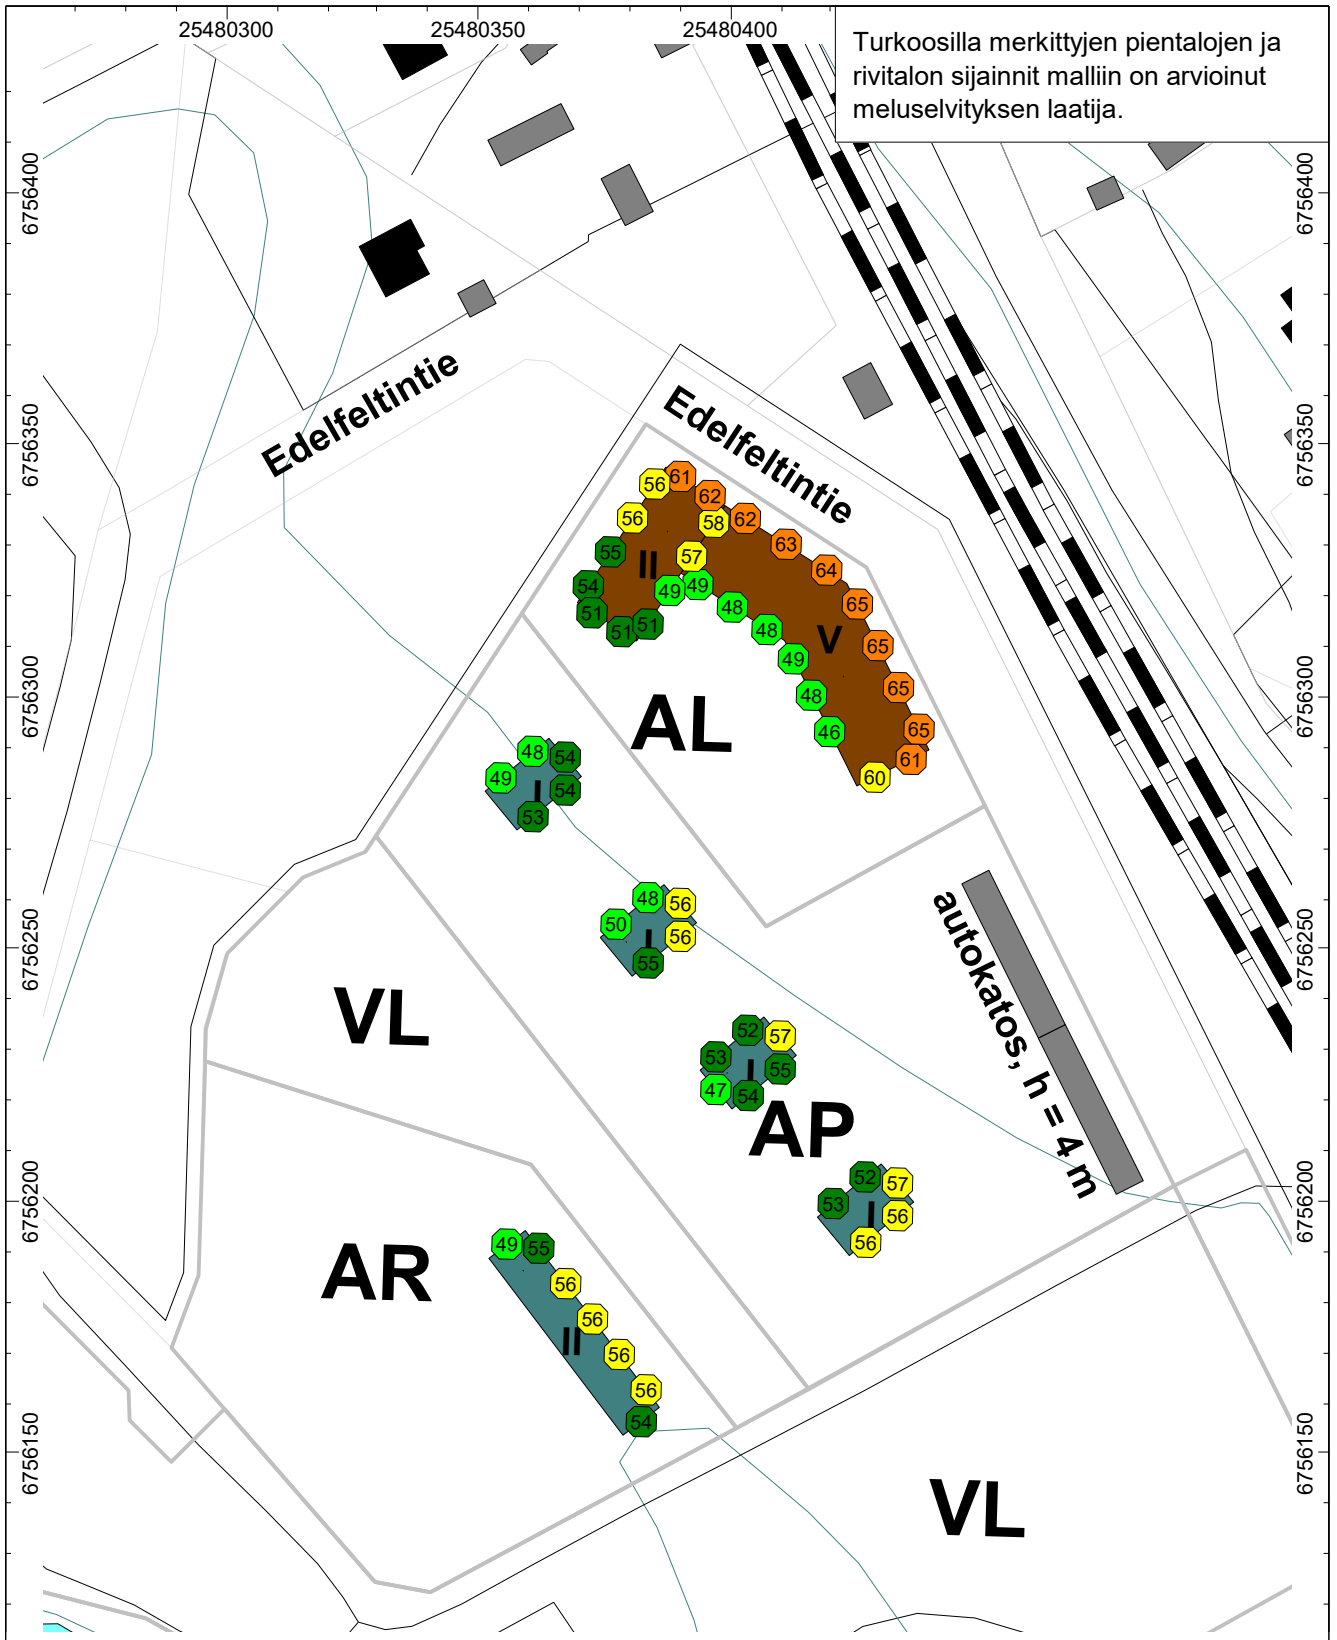 25480300 25480350 25480400
Turkoosilla merkittyjen pientalojen ja
rivitalon sijainnit malliin on arvioinut
meluselvityksen laatija.
6756400 6756400
Edelfeltintie
Edelfeltintie
6756350 6756350
61
56
62
56 58 62
63
55 57
II 64
54 49 49
51 48 65
51 51 48
V 65
49
65
48
6756300 6756300
AL
46 65
61
60
48 54
49 54
I
53
48 56
50 56
I
55
6756250 6756250
autokatos, h = 4 m
VL
52 57
53 55
I
47 54
AP
52 57
53 56
I
56
6756200 6756200
49 55
AR
56
56
II
56
56
54
6756150 6756150
VL